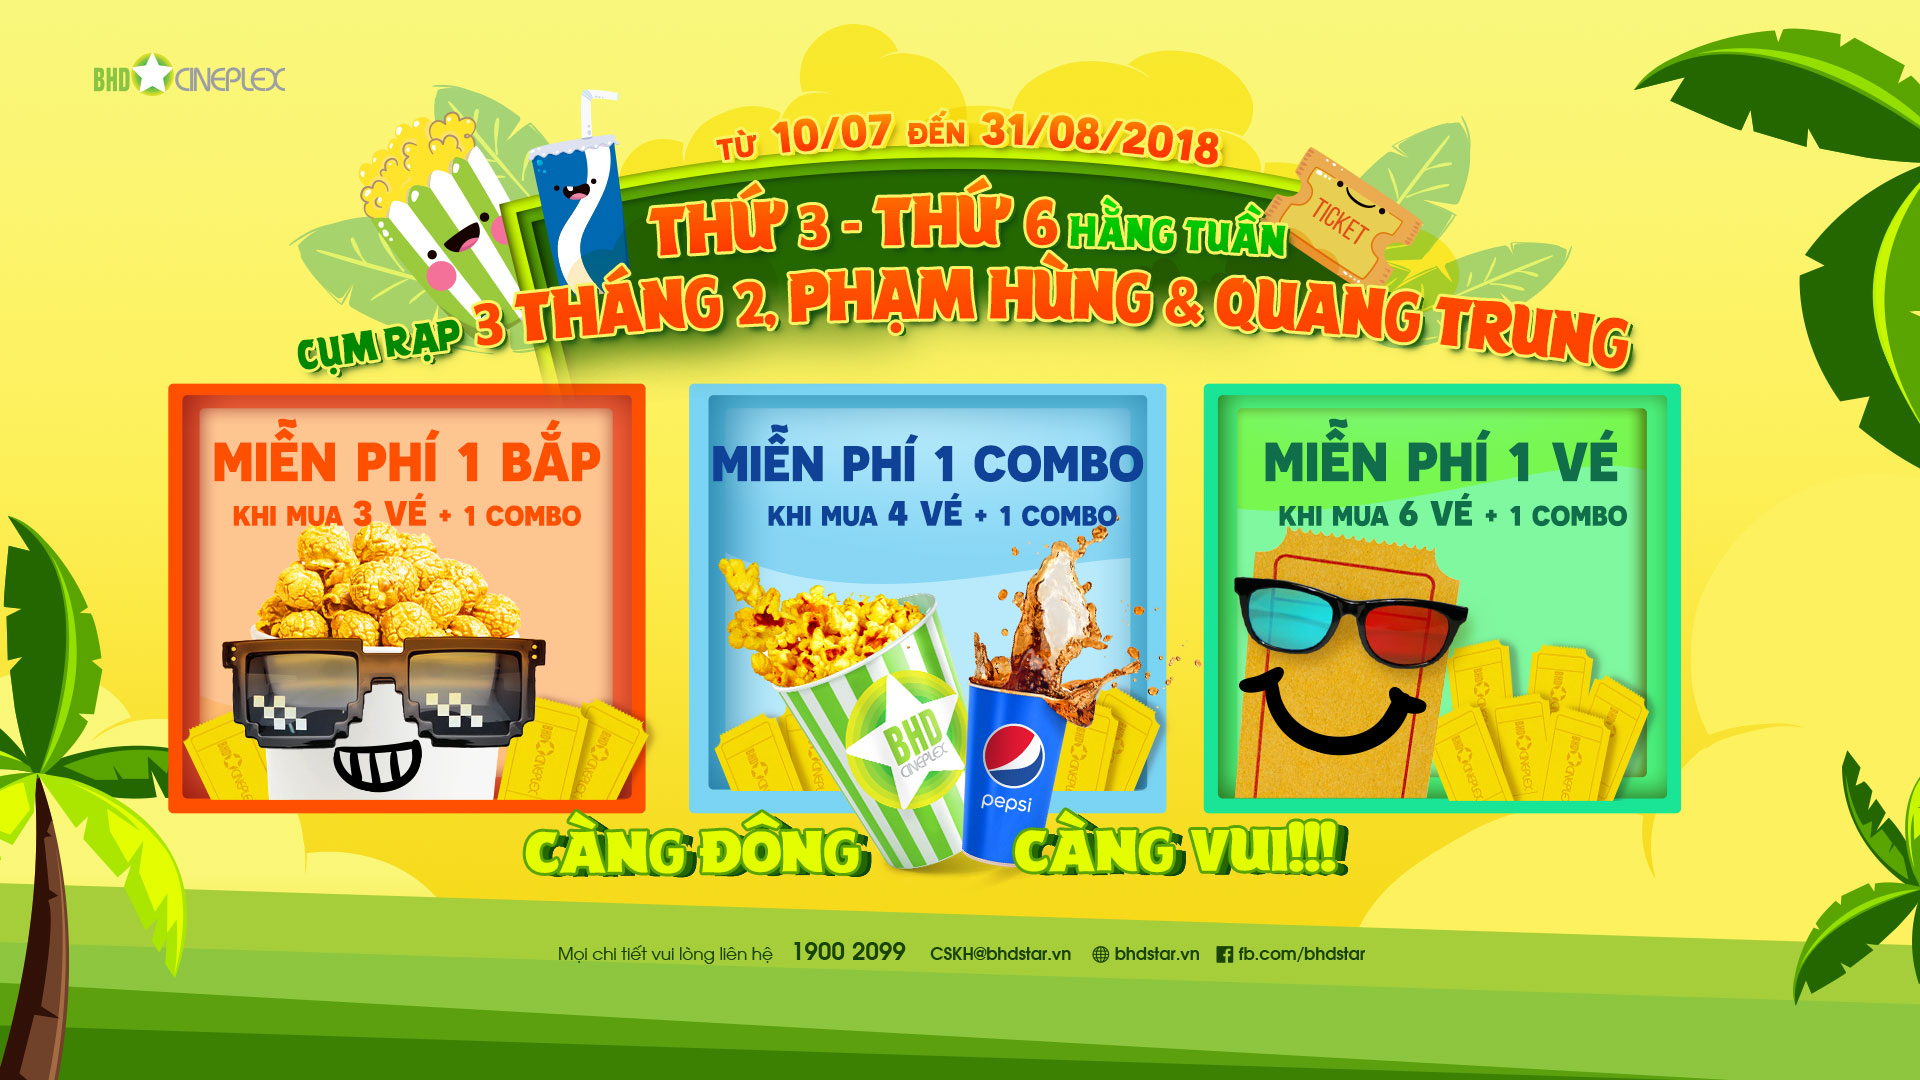 BHD CINEPLEX
TỪ 10/07 ĐẾN 31/08/2018
THỨ 3 - THỨ 6 HẰNG TUẦN
TICKET
CỤM RẠP 3 THÁNG 2, PHẠM HÙNG & QUANG TRUNG
MIỄN PHÍ 1 BẮP
KHI MUA 3 VÉ + 1 COMBO
MIỄN PHÍ 1 COMBO
KHI MUA 4 VÉ + 1 COMBO
BHD
CINEPLEX
pepsi
MIỄN PHÍ 1 VÉ
KHI MUA 6 VÉ + 1 COMBO
CÀNG ĐÔNG CÀNG VUI!!!
Mọi chi tiết vui lòng liên hệ 1900 2099 CSKH@bhdstar.vn bhdstar.vn fb.com/bhdstar